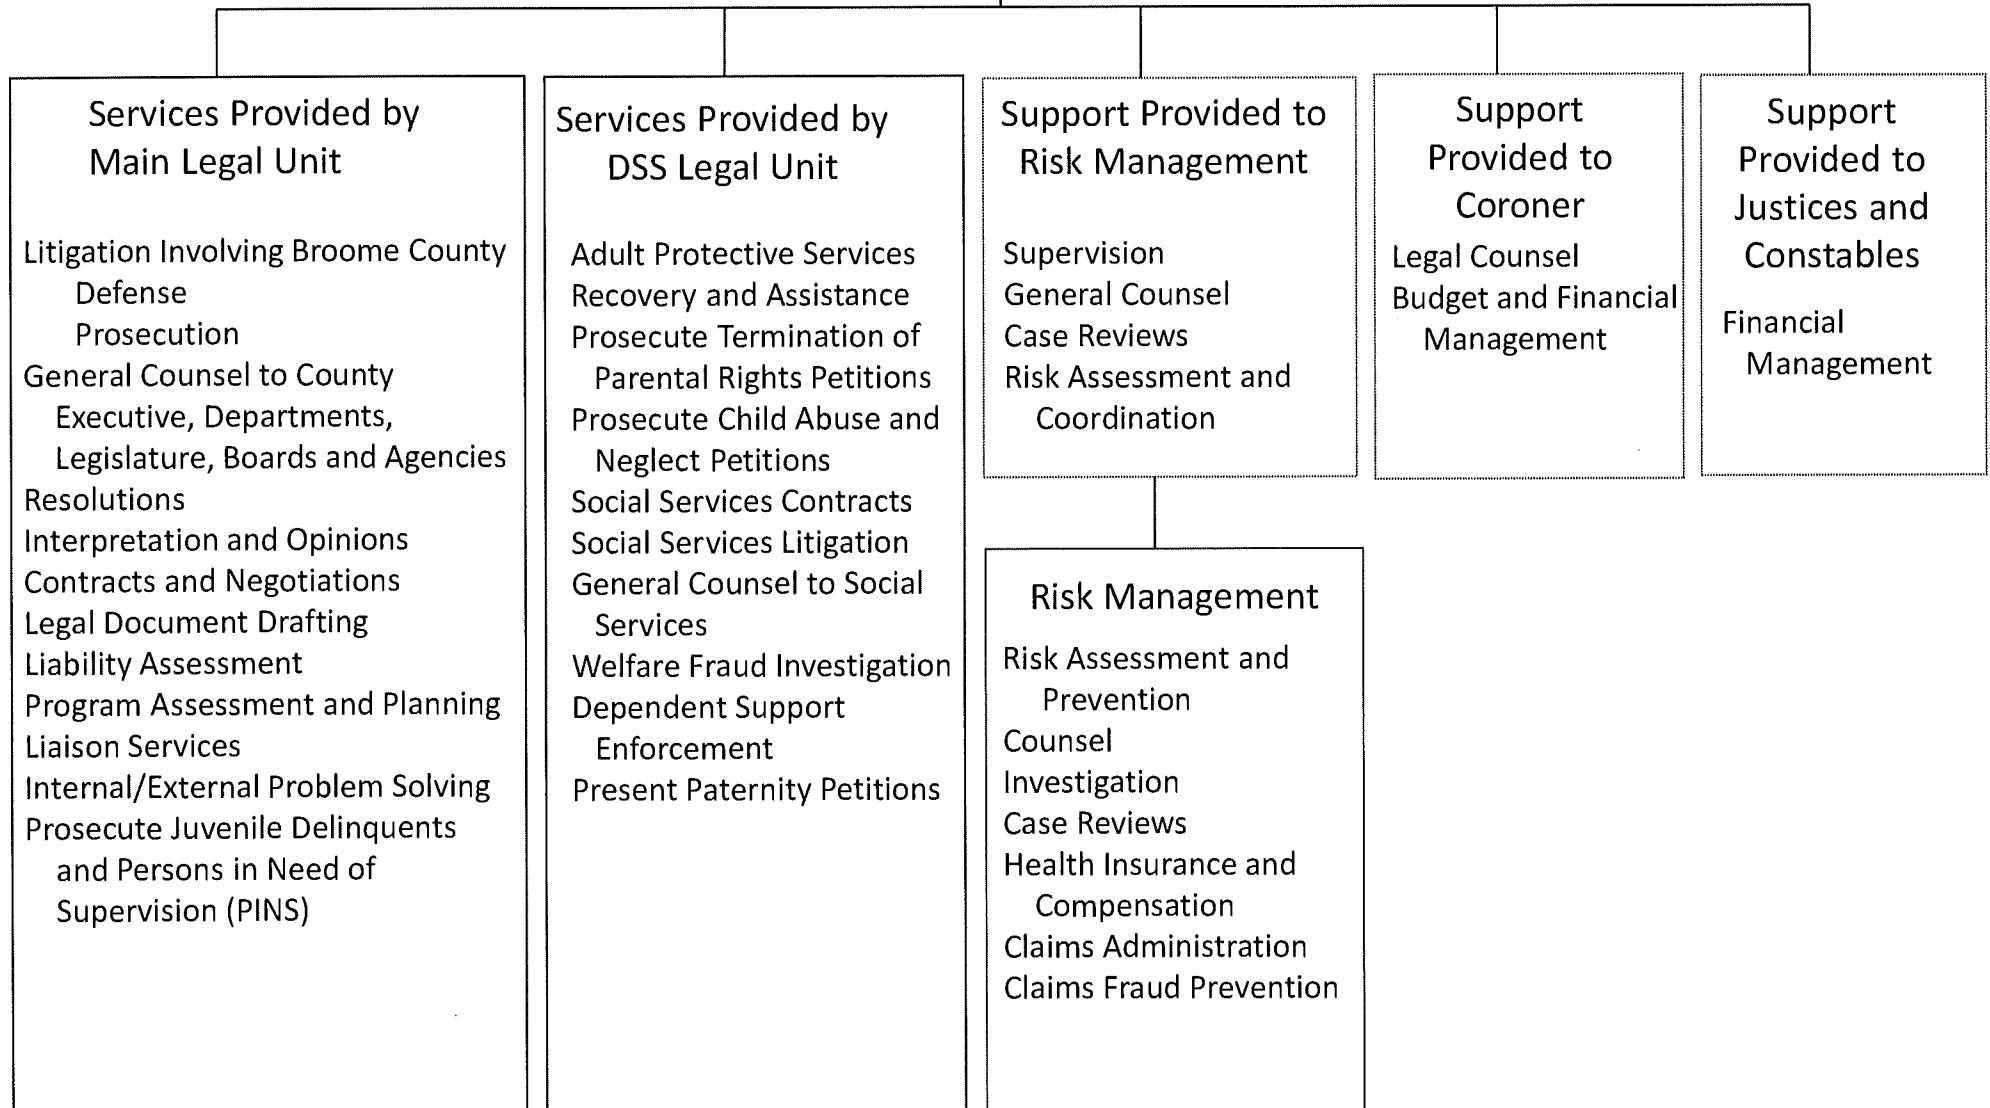 Services Provided by
Main Legal Unit
Litigation Involving Broome County
Defense
Prosecution
General Counsel to County
Executive, Departments,
Legislature, Boards and Agencies
Resolutions
Interpretation and Opinions
Contracts and Negotiations
Legal Document Drafting
Liability Assessment
Program Assessment and Planning
Liaison Services
Internal/External Problem Solving
Prosecute Juvenile Delinquents
and Persons in Need of
Supervision (PINS)
Services Provided by
DSS Legal Unit
Adult Protective Services
Recovery and Assistance
Prosecute Termination of
Parental Rights Petitions
Prosecute Child Abuse and
Neglect Petitions
Social Services Contracts
Social Services Litigation
General Counsel to Social
Services
Welfare Fraud Investigation
Dependent Support
Enforcement
Present Paternity Petitions
Support Provided to
Risk Management
Supervision
General Counsel
Case Reviews
Risk Assessment and
Coordination
Risk Management
Risk Assessment and
Prevention
Counsel
Investigation
Case Reviews
Health Insurance and
Compensation
Claims Administration
Claims Fraud Prevention
Support
Provided to
Coroner
Legal Counsel
Budget and Financial
Management
Support
Provided to
Justices and
Constables
Financial
Management